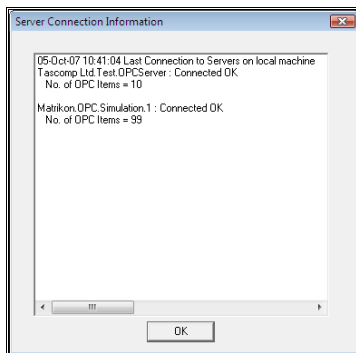 Server Connection Information
05-Oct-07 10:41:04 Last Connection to Servers on local machine
Tascomp Ltd.Test.OPCServer : Connected OK
No. of OPC Items = 10
Matrikon.OPC.Simulation.1 : Connected OK
No. of OPC Items = 99
OK